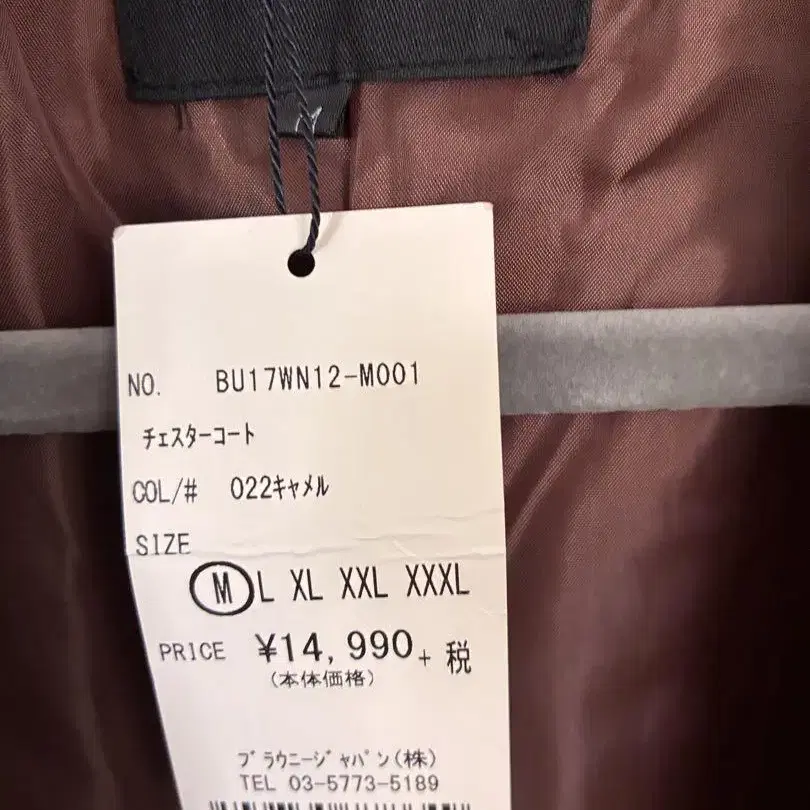 M
NO. BU17WN12-M001
ﾁｪｽﾀｰｺｰﾄ
COL/# 022ｷｬﾒﾙ
SIZE
M L XL XXL XXXL
PRICE ¥14,990+税
(本体価格)
ﾌﾞﾗｳﾆｰｼﾞｬﾊﾟﾝ(株)
TEL 03-5773-5189